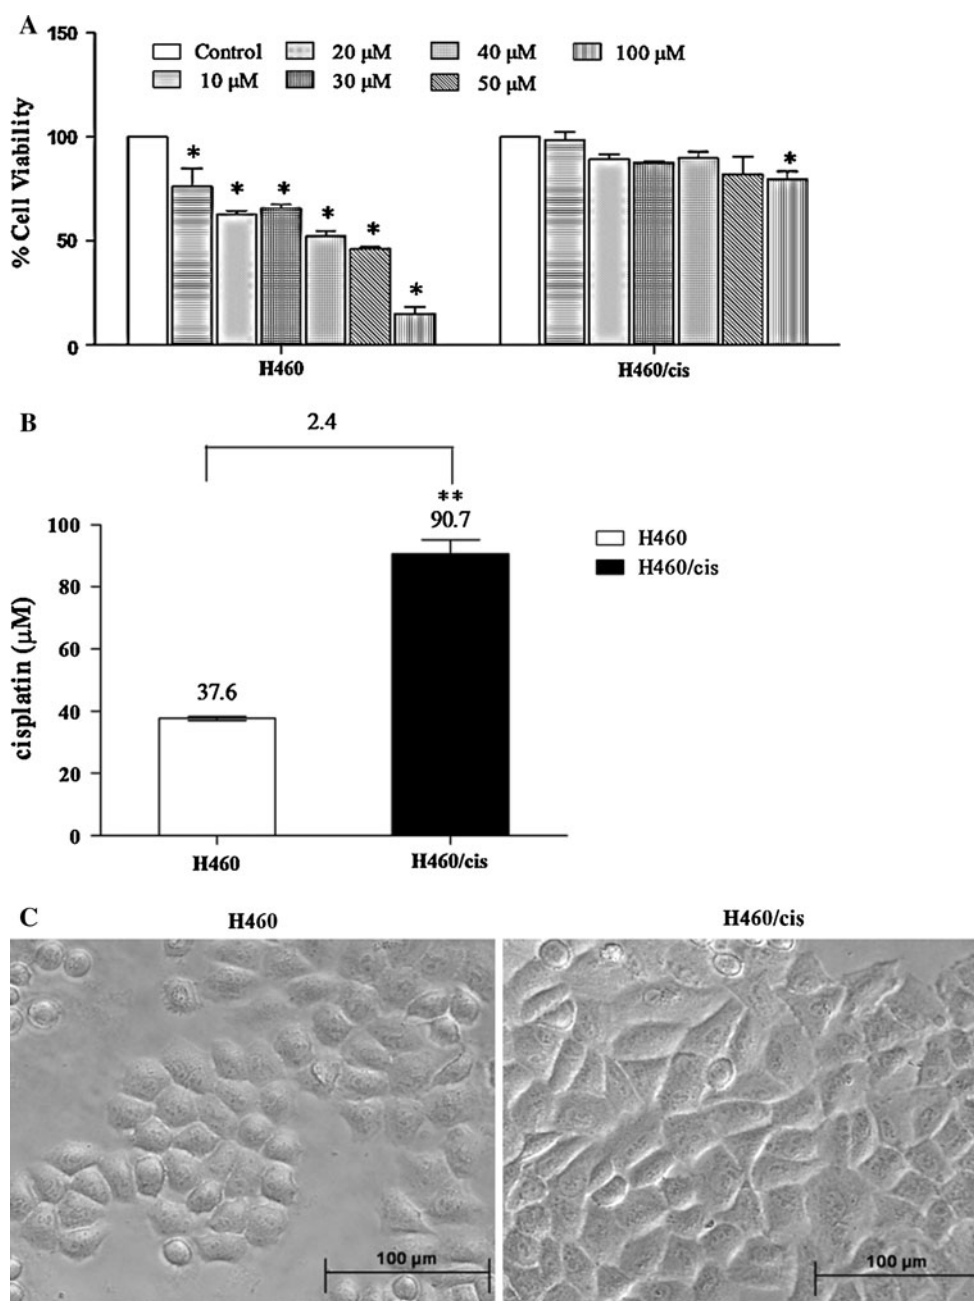 A
150
Control
20 μM
40 μM
100 μM
10 μM
30 μM
50 μM
% Cell Viability
100
50
0
*
*
*
*
*
*
*
H460
H460/cis
B
2.4
**
90.7
37.6
100
80
60
40
20
0
cisplatin (μM)
H460
H460/cis
H460
H460/cis
C
H460
H460/cis
100 μm
100 μm